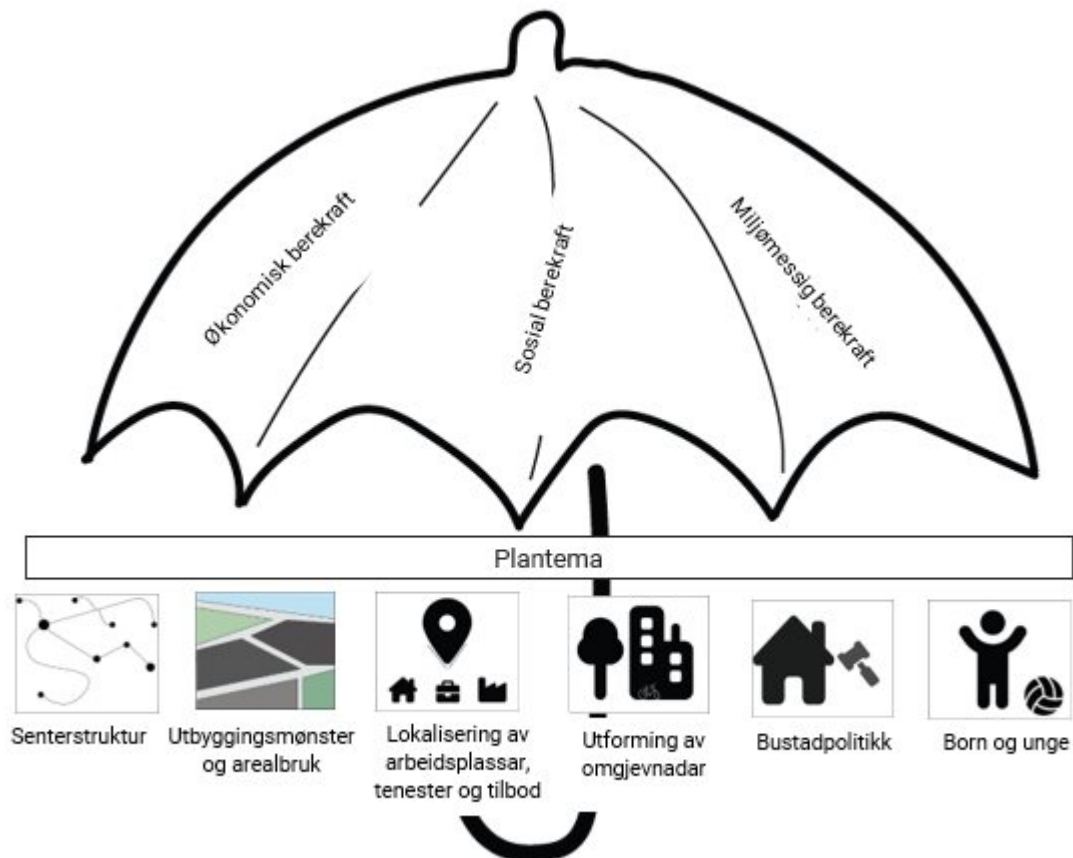 Økonomisk berekraft
Sosial berekraft
Miljømessig berekraft
Plantema
Senterstruktur
Utbyggingsmønster
og arealbruk
Lokalisering av
arbeidsplassar,
tenester og tilbod
Utforming av
omgjevnadar
Bustadpolitikk
Born og unge